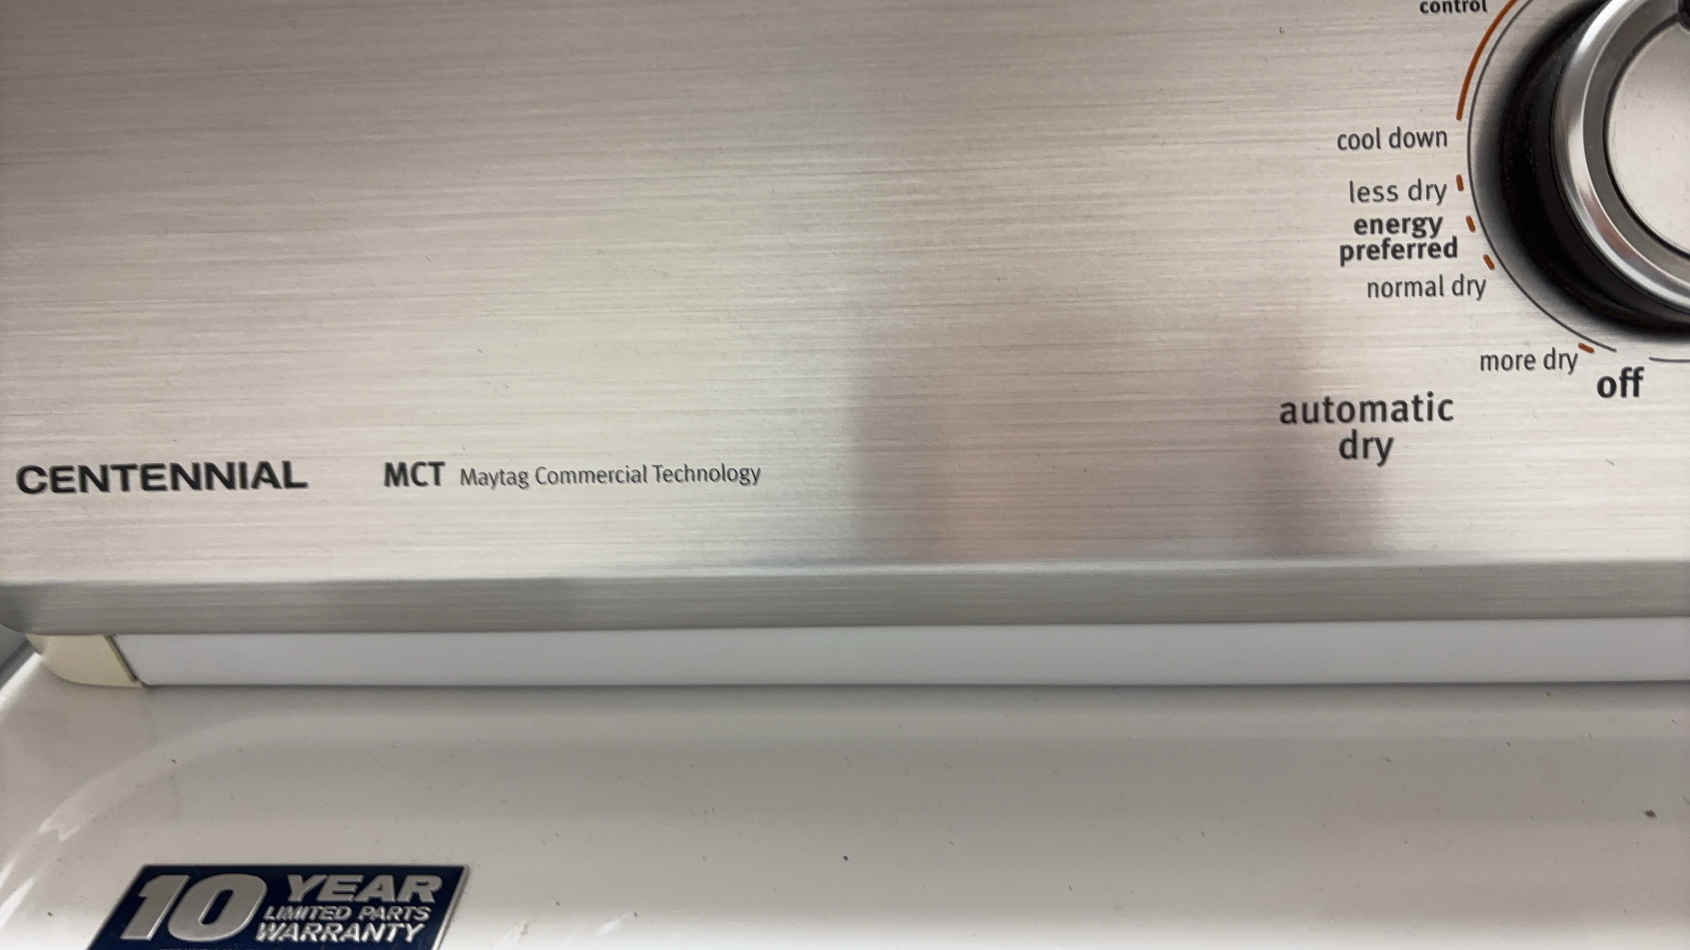 control
cool down
less dry
energy
preferred
normal dry
more dry
off
automatic
dry
CENTENNIAL
MCT Maytag Commercial Technology
10 YEAR
LIMITED PARTS
WARRANTY